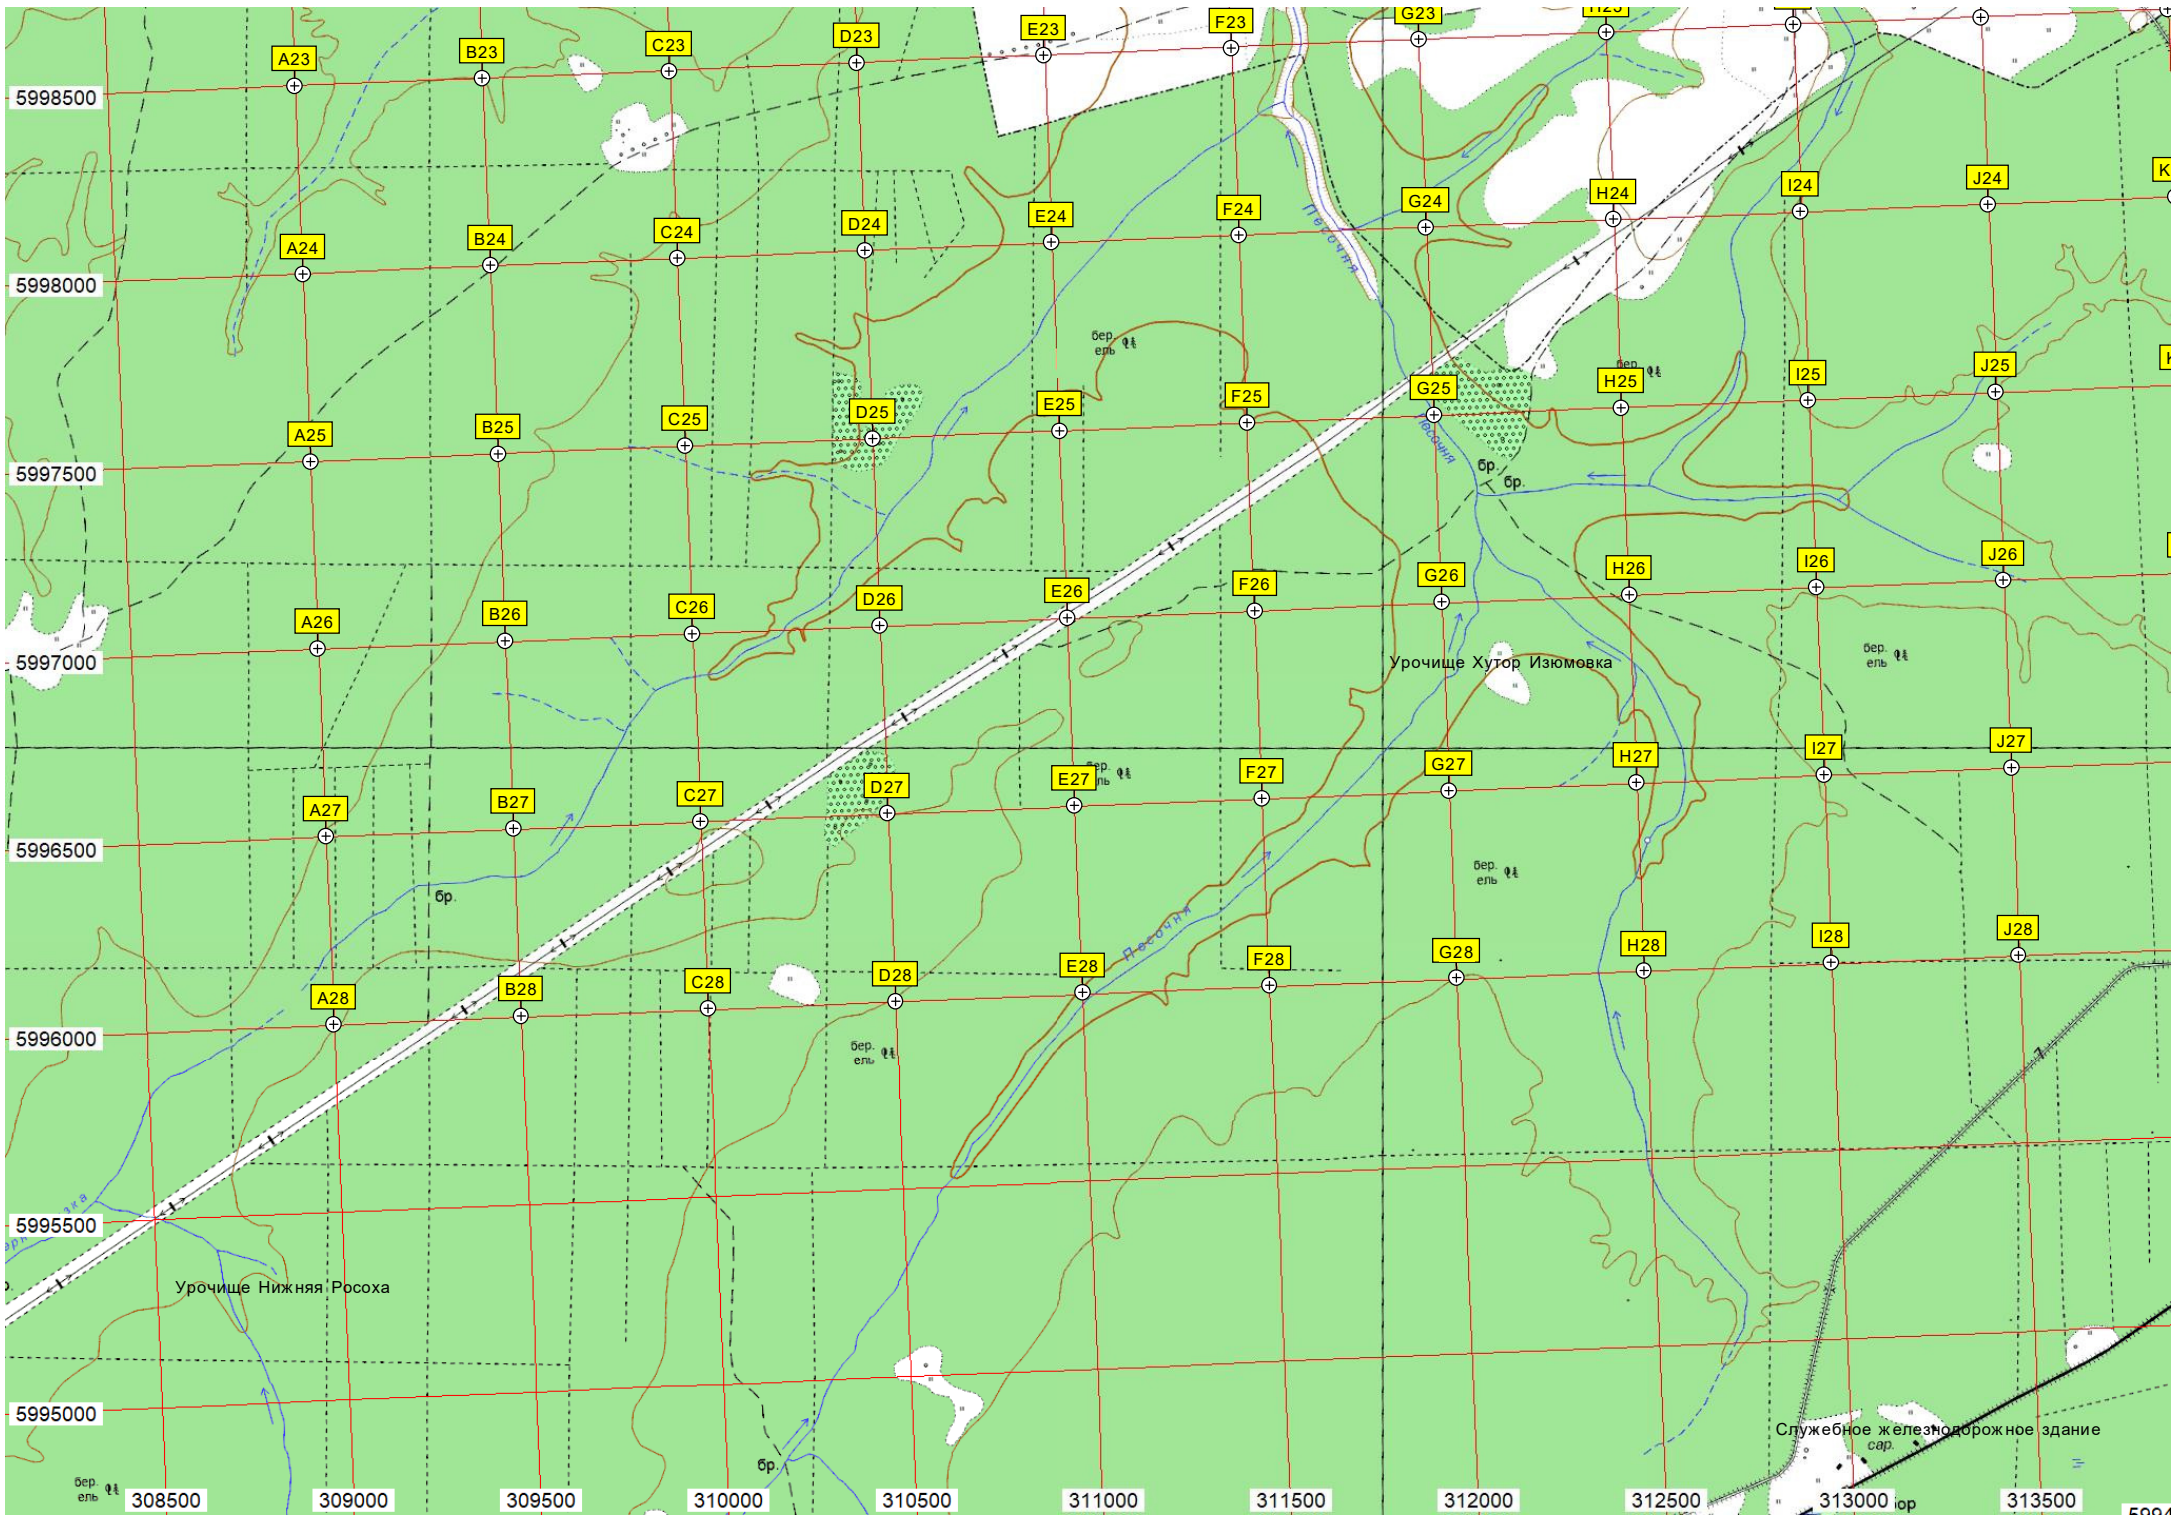 A23
B23
C23
D23
E23
F23
G23
H23
5998500
A24
B24
C24
D24
E24
F24
G24
H24
I24
J24
Песочня
5998000
бер.
ель
бер.
A25
B25
C25
D25
E25
F25
G25
H25
I25
J25
Песочня
5997500
бр.
бр.
A26
B26
C26
D26
E26
F26
G26
H26
I26
J26
5997000
Урочище Хутор Изюмовка
бер.
ель
A27
B27
C27
D27
E27
F27
G27
H27
I27
J27
5996500
бр.
бер.
ель
Песочня
A28
B28
C28
D28
E28
F28
G28
H28
I28
J28
5996000
бер.
ель
7
5995500
Урочище Нижняя Росоха
5995000
Служебное железнодорожное здание
сар.
бр.
бер.
ель
308500
309000
309500
310000
310500
311000
311500
312000
312500
313000
313500